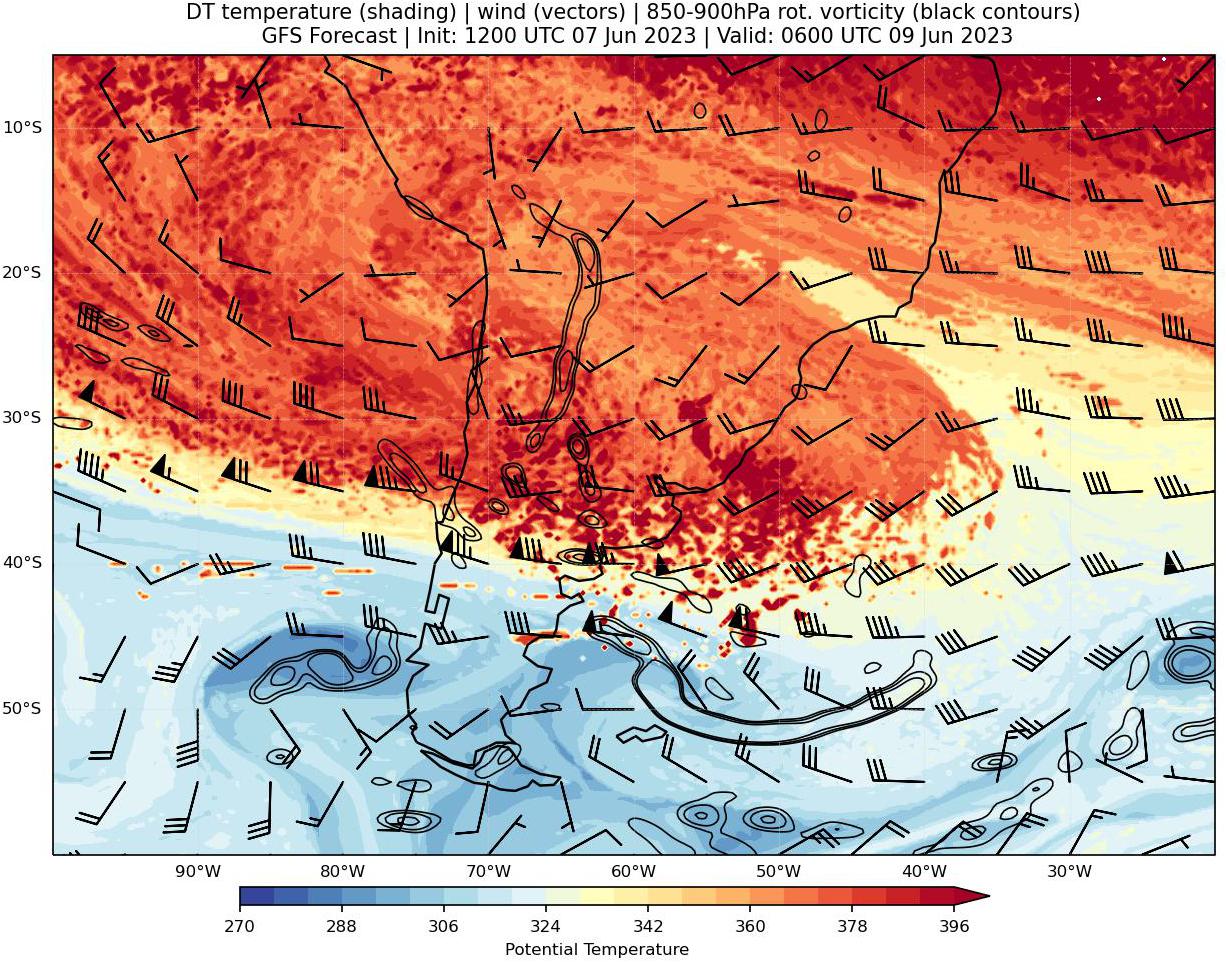 DT temperature (shading) | wind (vectors) | 850-900hPa rot. vorticity (black contours)
GFS Forecast | Init: 1200 UTC 07 Jun 2023 | Valid: 0600 UTC 09 Jun 2023
10°S
20°S
30°S
40°S
50°S
90°W 80°W 70°W 60°W 50°W 40°W 30°W
270 288 306 324 342 360 378 396
Potential Temperature